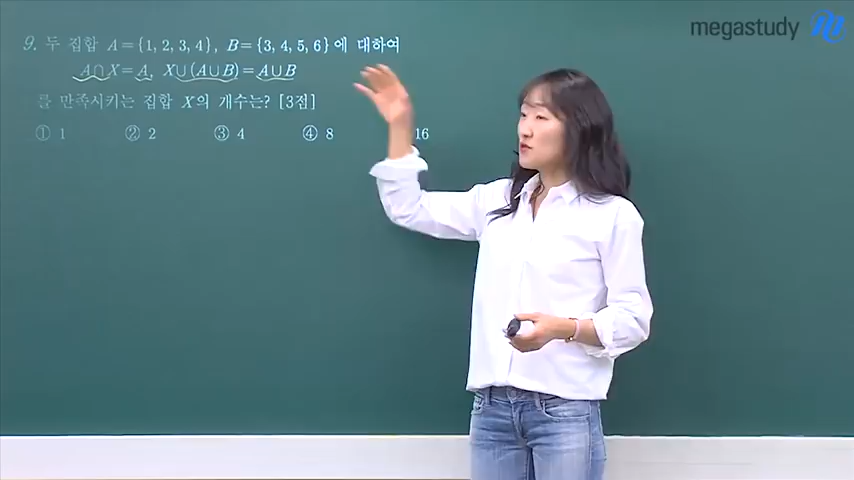 megastudy
9. 두 집합 A={1, 2, 3, 4}, B={3, 4, 5, 6}에 대하여
A∩X=A, X∪(A∪B)=A∪B
를 만족시키는 집합 X의 개수는? [3점]
① 1 ② 2 ③ 4 ④ 8 16